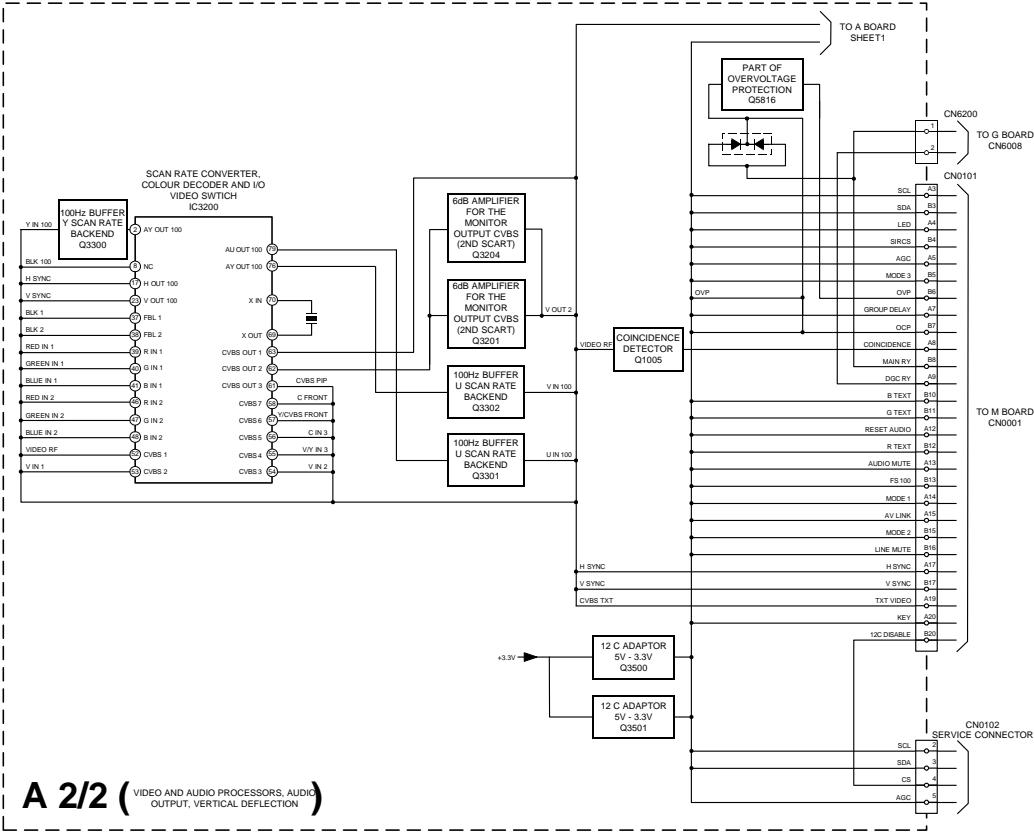 TO A BOARD
SHEET1
PART OF
OVERVOLTAGE
PROTECTION
Q5816
CN6200
1
2
TO G BOARD
CN6008
SCAN RATE CONVERTER,
COLOUR DECODER AND I/O
VIDEO SWTICH
IC3200
100Hz BUFFER
Y SCAN RATE
BACKEND
Q3300
Y IN 100
BLK 100
H SYNC
V SYNC
BLK 1
BLK 2
RED IN 1
GREEN IN 1
BLUE IN 1
RED IN 2
GREEN IN 2
BLUE IN 2
VIDEO RF
V IN 1
2 AY OUT 100
8 NC
17 H OUT 100
23 V OUT 100
37 FBL 1
38 FBL 2
39 R IN 1
40 G IN 1
41 B IN 1
46 R IN 2
47 G IN 2
48 B IN 2
52 CVBS 1
53 CVBS 2
AU OUT 100 79
AY OUT 100 76
X IN 70
X OUT 69
CVBS OUT 1 63
CVBS OUT 2 62
CVBS OUT 3 61
CVBS 7 58
CVBS 6 57
CVBS 5 56
CVBS 4 55
CVBS 3 54
CVBS PIP
C FRONT
Y/CVBS FRONT
C IN 3
V/Y IN 3
V IN 2
6dB AMPLIFIER
FOR THE
MONITOR
OUTPUT CVBS
(2ND SCART)
Q3204
6dB AMPLIFIER
FOR THE
MONITOR
OUTPUT CVBS
(2ND SCART)
Q3201
V OUT 2
100Hz BUFFER
U SCAN RATE
BACKEND
Q3302
V IN 100
100Hz BUFFER
U SCAN RATE
BACKEND
Q3301
U IN 100
VIDEO RF
COINCIDENCE
DETECTOR
Q1005
OVP
H SYNC
V SYNC
CVBS TXT
CN0101
SCL A3
SDA B3
LED A4
SIRCS B4
AGC A5
MODE 3 B5
OVP B6
GROUP DELAY A7
OCP B7
COINCIDENCE A8
MAIN RY B8
DGC RY A9
B TEXT B10
G TEXT B11
RESET AUDIO A12
R TEXT B12
AUDIO MUTE A13
FS 100 B13
MODE 1 A14
AV LINK A15
MODE 2 B15
LINE MUTE B16
H SYNC A17
V SYNC B17
TXT VIDEO A19
KEY A20
12C DISABLE B20
TO M BOARD
CN0001
+3.3V
12 C ADAPTOR
5V - 3.3V
Q3500
12 C ADAPTOR
5V - 3.3V
Q3501
CN0102
SERVICE CONNECTOR
SCL 2
SDA 3
CS 4
AGC 5
A 2/2 ( VIDEO AND AUDIO PROCESSORS, AUDIO
OUTPUT, VERTICAL DEFLECTION )